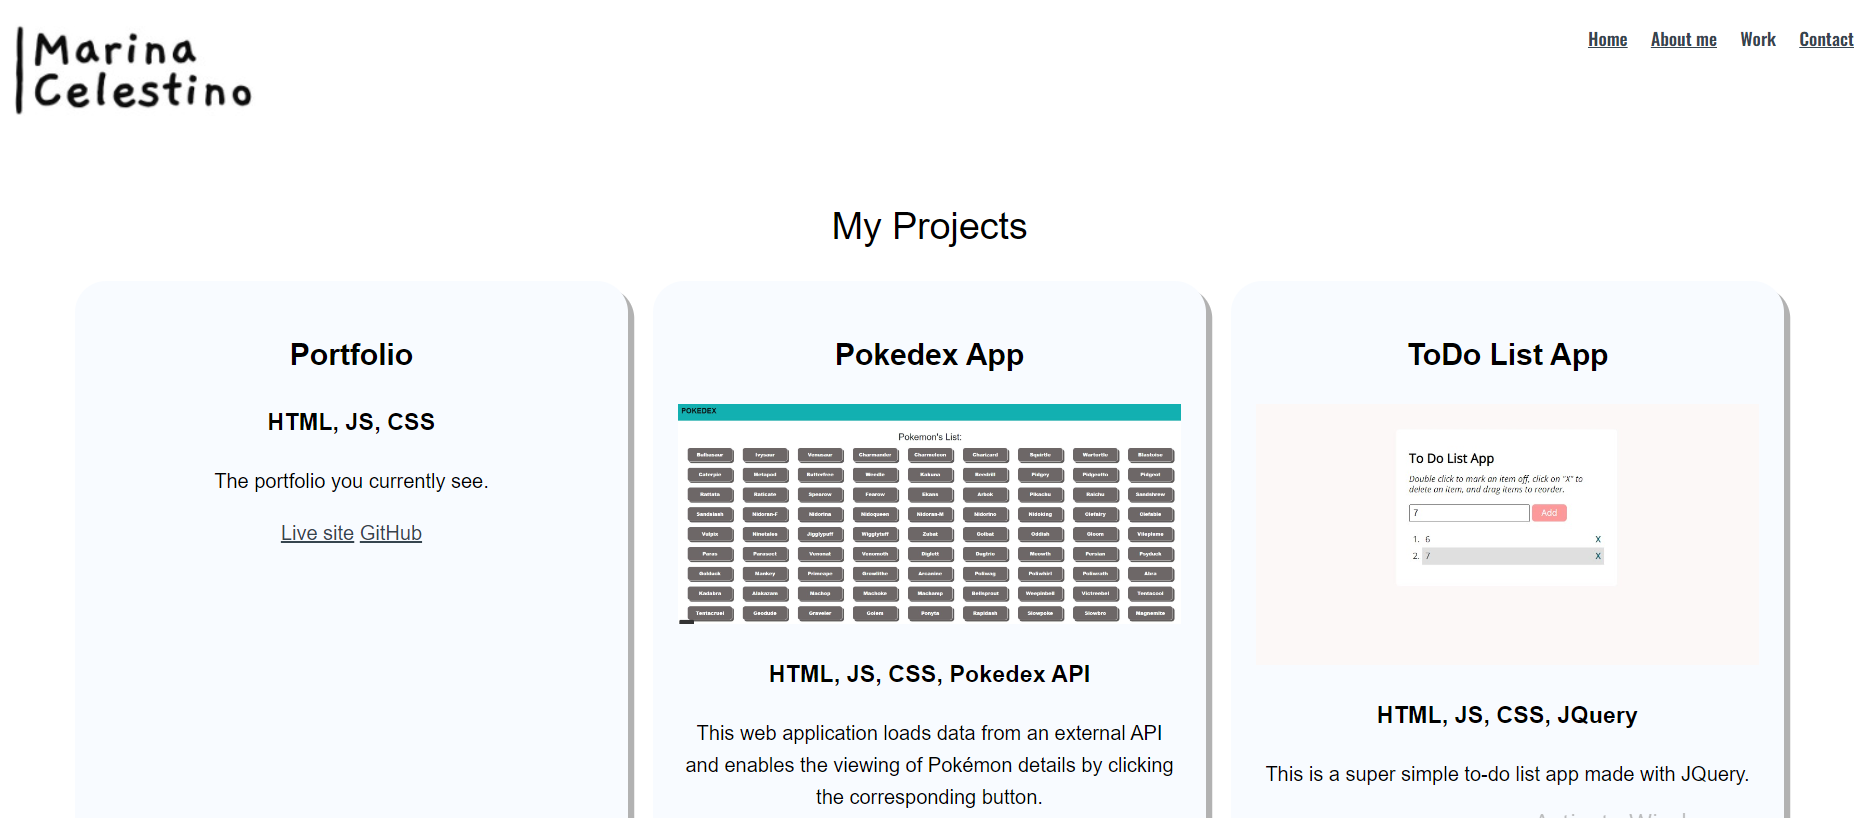 Marina
Celestino
Home About me Work Contact
My Projects
Portfolio
HTML, JS, CSS
The portfolio you currently see.
Live site GitHub
Pokedex App
POKEDEX
Pokemon's List:
Bulbasaur Ivysaur Venusaur Charmander Charmeleon Charizard Squirtle Wartortle Blastoise
Caterpie Metapod Butterfree Weedle Kakuna Beedrill Pidgey Pidgeotto Pidgeot
Rattata Raticate Spearow Fearow Ekans Arbok Pikachu Raichu Sandshrew
Sandslash Nidoran-F Nidorina Nidoqueen Nidoran-M Nidorino Nidoking Clefairy Clefable
Vulpix Ninetales Jigglypuff Wigglytuff Zubat Golbat Oddish Gloom Vileplume
Paras Parasect Venonat Venomoth Diglett Dugtrio Meowth Persian Psyduck
Golduck Mankey Primeape Growlithe Arcanine Poliwag Poliwhirl Poliwrath Abra
Kadabra Alakazam Machop Machoke Machamp Bellsprout Weepinbell Victreebel Tentacool
Tentacruel Geodude Graveler Golem Ponyta Rapidash Slowpoke Slowbro Magnemite
HTML, JS, CSS, Pokedex API
This web application loads data from an external API
and enables the viewing of Pokémon details by clicking
the corresponding button.
ToDo List App
To Do List App
Double click to mark an item off, click on "X" to
delete an item, and drag items to reorder.
7 Add
1. 6 X
2. 7 X
HTML, JS, CSS, JQuery
This is a super simple to-do list app made with JQuery.